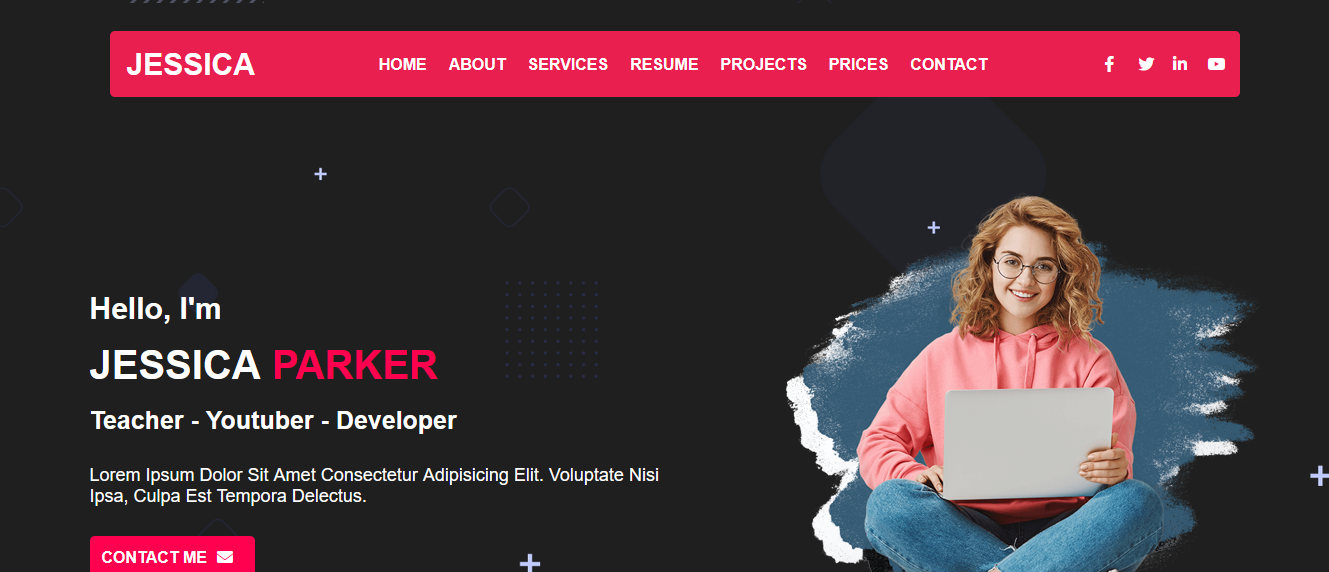 JESSICA HOME ABOUT SERVICES RESUME PROJECTS PRICES CONTACT
Hello, I'm
JESSICA PARKER
Teacher - Youtuber - Developer
Lorem Ipsum Dolor Sit Amet Consectetur Adipisicing Elit. Voluptate Nisi
Ipsa, Culpa Est Tempora Delectus.
CONTACT ME